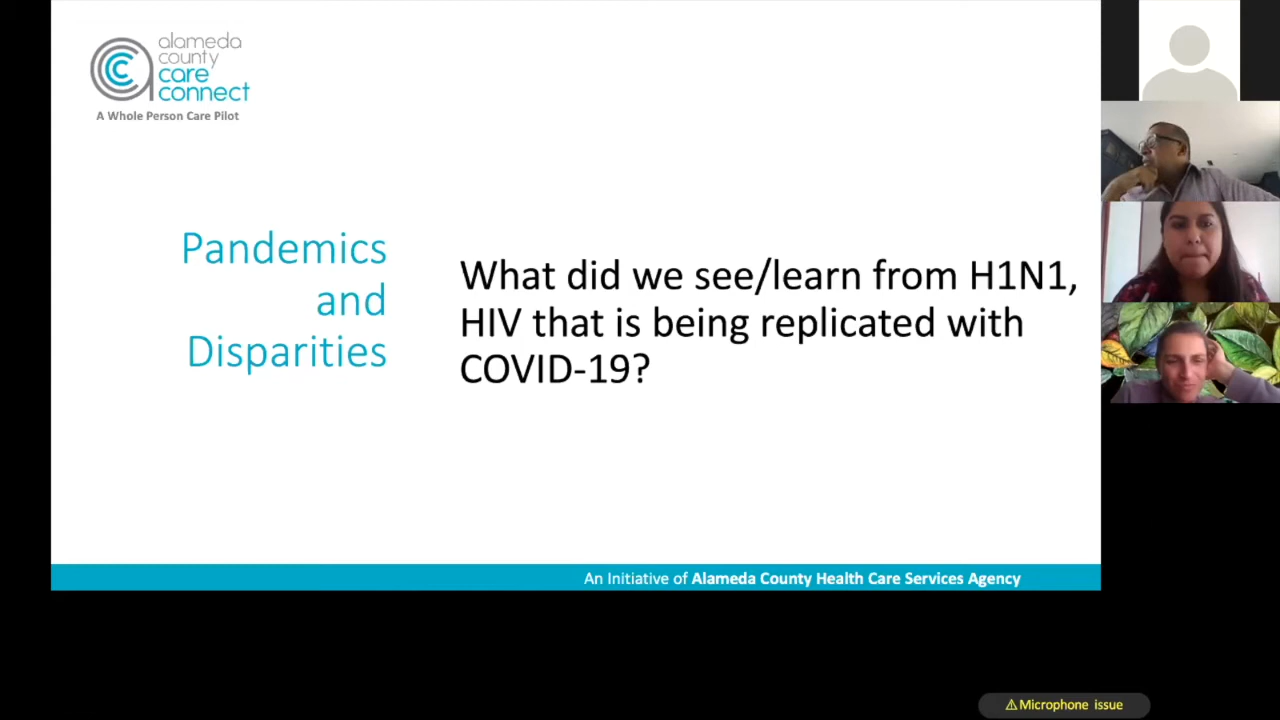 alameda
county
care
connect
A Whole Person Care Pilot
Pandemics
and
Disparities
What did we see/learn from H1N1,
HIV that is being replicated with
COVID-19?
An Initiative of Alameda County Health Care Services Agency
⚠Microphone issue